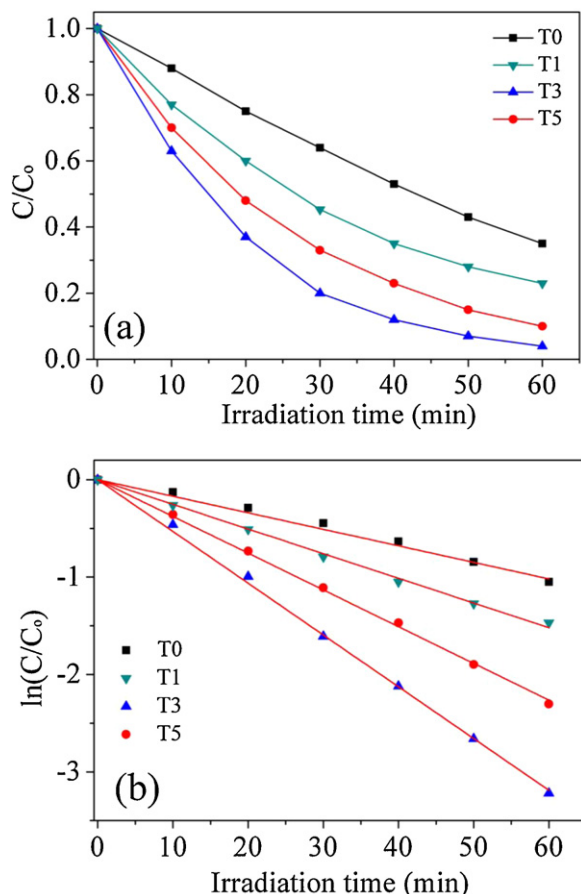 1.0
0.8
0.6
0.4
0.2
0.0
C/Co
T0
T1
T3
T5
(a)
0 10 20 30 40 50 60
Irradiation time (min)
0
-1
-2
-3
ln(C/Co)
T0
T1
T3
T5
(b)
0 10 20 30 40 50 60
Irradiation time (min)